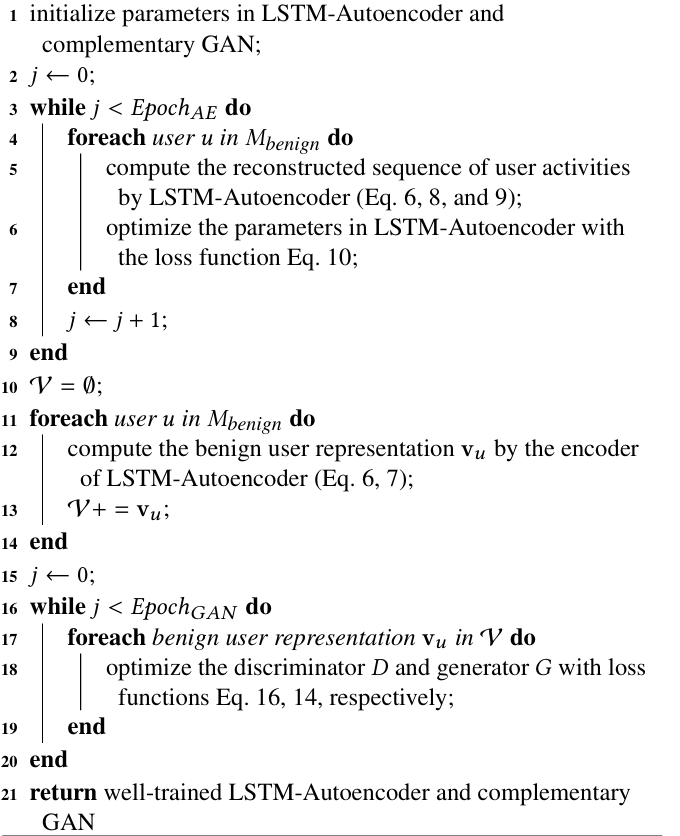 1 initialize parameters in LSTM-Autoencoder and
complementary GAN;
2 j ← 0;
3 while j < Epoch_AE do
4 foreach user u in M_benign do
5 compute the reconstructed sequence of user activities
by LSTM-Autoencoder (Eq. 6, 8, and 9);
6 optimize the parameters in LSTM-Autoencoder with
the loss function Eq. 10;
7 end
8 j ← j + 1;
9 end
10 𝒱 = ∅;
11 foreach user u in M_benign do
12 compute the benign user representation v_u by the encoder
of LSTM-Autoencoder (Eq. 6, 7);
13 𝒱+ = v_u;
14 end
15 j ← 0;
16 while j < Epoch_GAN do
17 foreach benign user representation v_u in 𝒱 do
18 optimize the discriminator D and generator G with loss
functions Eq. 16, 14, respectively;
19 end
20 end
21 return well-trained LSTM-Autoencoder and complementary
GAN